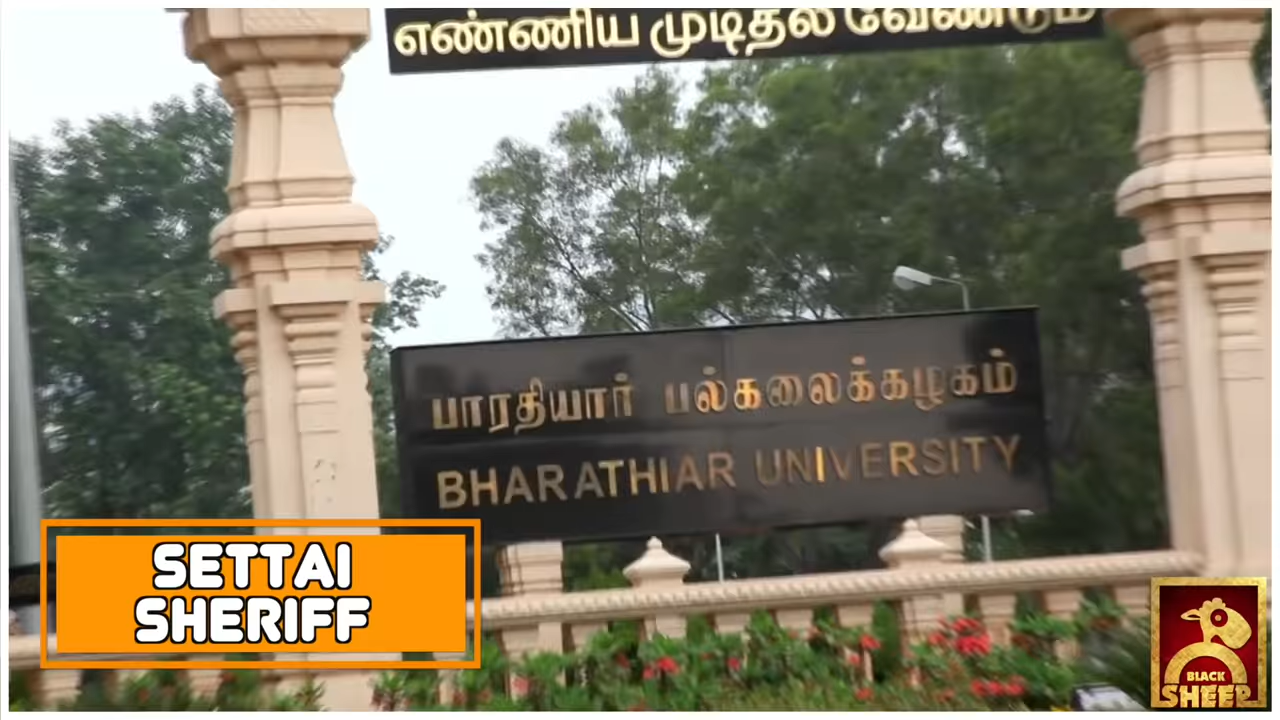 எண்ணிய முடிதல் வேண்டும்
பாரதியார் பல்கலைக்கழகம்
BHARATHIAR UNIVERSITY
SETTAI
SHERIFF
BLACK
SHEEP